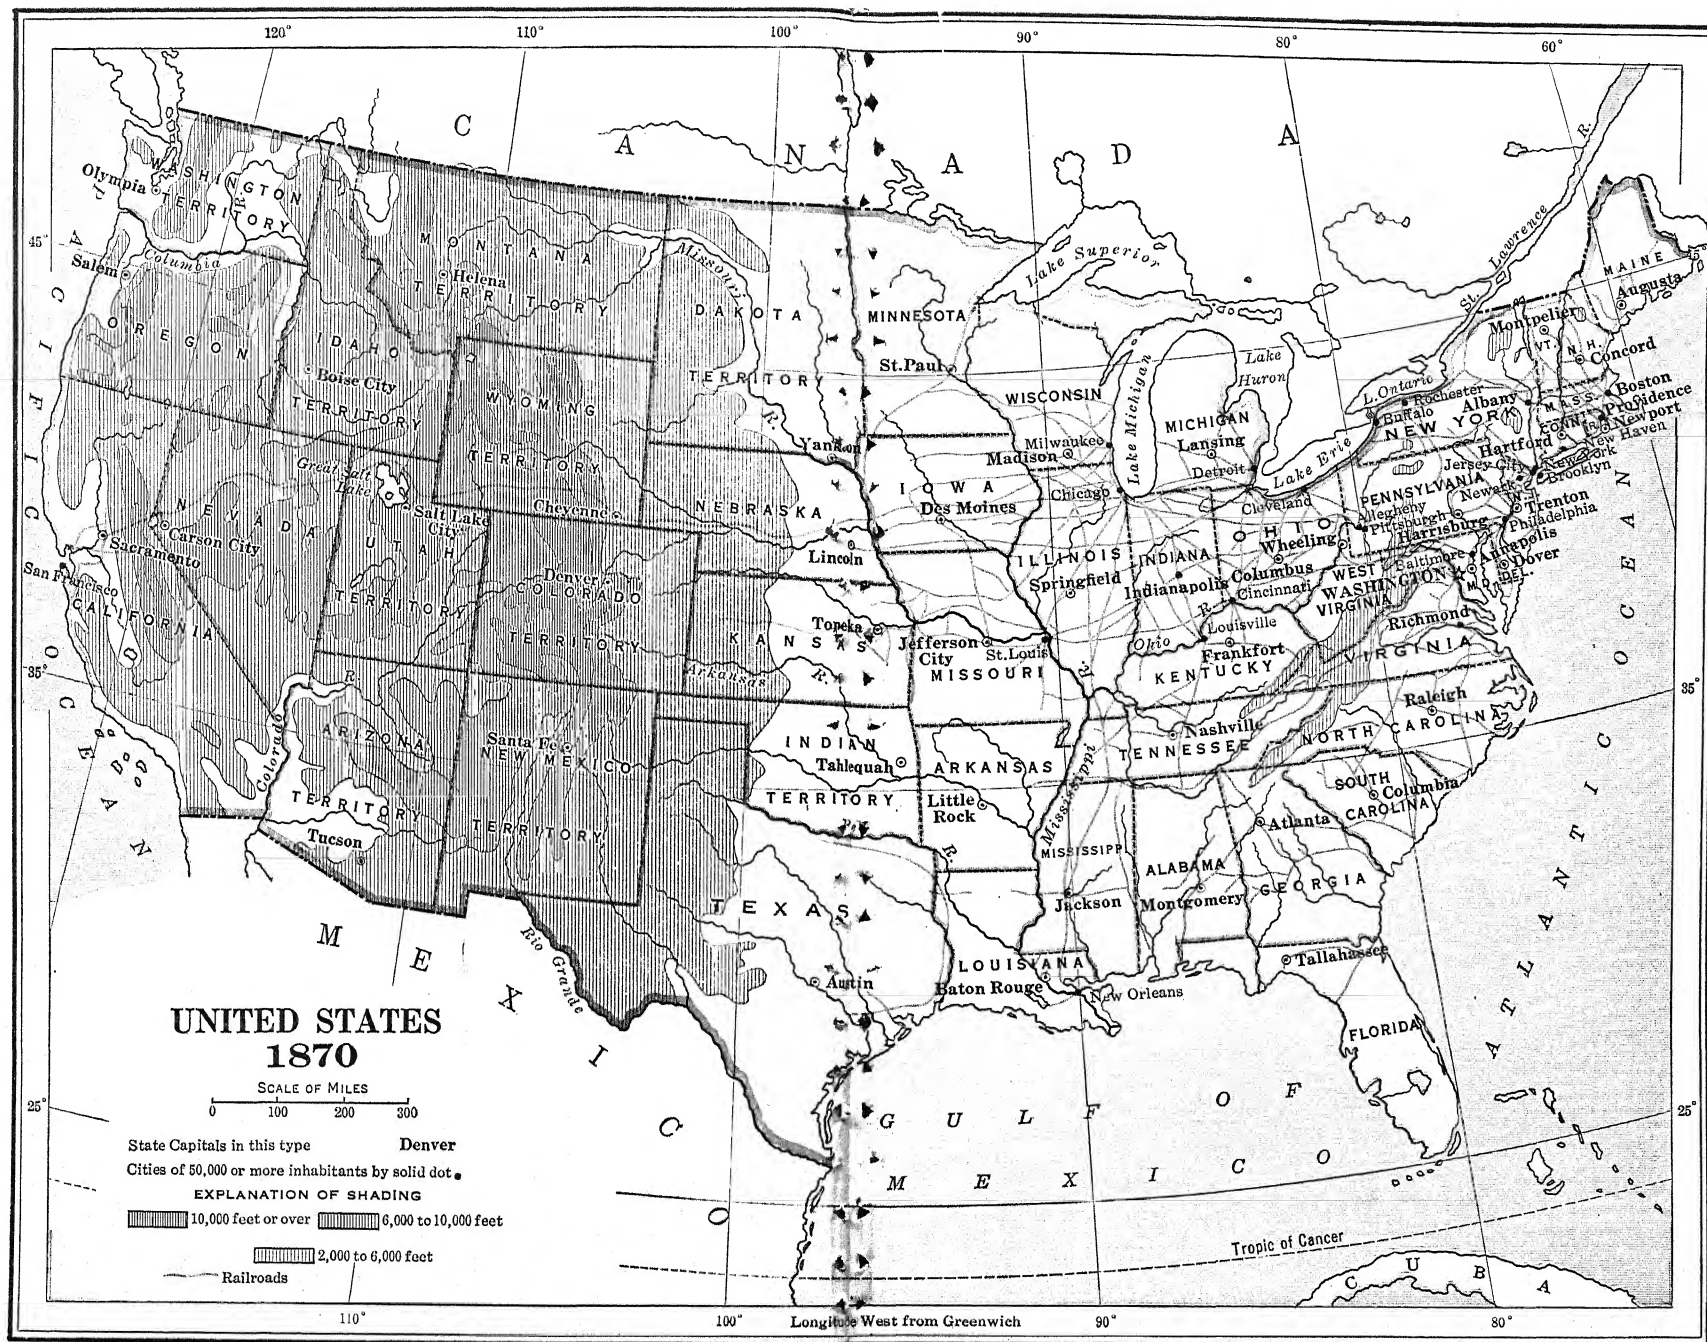 120°
110°
100°
90°
80°
60°
CANADA
WASHINGTON
TERRITORY
Olympia
R.
45°
Columbia
Salem
OREGON
MONTANA
TERRITORY
Helena
Missouri
R.
IDAHO
TERRITORY
Boise City
DAKOTA
TERRITORY
Yankton
MINNESOTA
St.Paul
Lake Superior
WISCONSIN
Milwaukee
Madison
Lake Michigan
MICHIGAN
Lansing
Detroit
Lake
Huron
L.Ontario
Lake Erie
St. Lawrence R.
MAINE
Augusta
45°
Montpelier
VT.
N.H.
Concord
Boston
MASS.
Providence
Newport
CONN.
R.I.
Hartford
New Haven
Rochester
Albany
Buffalo
NEW YORK
New York
Brooklyn
Jersey City
Newark
N.J.
Trenton
Philadelphia
PENNSYLVANIA
Allegheny
Pittsburgh
Harrisburg
Annapolis
Dover
Baltimore
MD.
DEL.
WASHINGTON
WYOMING
TERRITORY
Cheyenne
NEBRASKA
Lincoln
IOWA
Des Moines
Chicago
ILLINOIS
Springfield
INDIANA
Indianapolis
OHIO
Cleveland
Columbus
Cincinnati
Wheeling
WEST
VIRGINIA
Richmond
VIRGINIA
Great Salt
Lake
Salt Lake
City
UTAH
TERRITORY
NEVADA
Carson City
Sacramento
San Francisco
CALIFORNIA
Denver
COLORADO
TERRITORY
KANSAS
Topeka
Arkansas
R.
Jefferson
City
St.Louis
MISSOURI
R.
Ohio
R.
Louisville
Frankfort
KENTUCKY
35°
35°
PACIFIC OCEAN
ATLANTIC OCEAN
Colorado
R.
ARIZONA
TERRITORY
Tucson
Santa Fe
NEW MEXICO
TERRITORY
INDIAN
TERRITORY
Tahlequah
ARKANSAS
Little
Rock
Mississippi
Nashville
TENNESSEE
Raleigh
NORTH CAROLINA
SOUTH
CAROLINA
Columbia
Atlanta
GEORGIA
ALABAMA
Montgomery
MISSISSIPPI
Jackson
Red
R.
TEXAS
Austin
LOUISIANA
Baton Rouge
New Orleans
Tallahassee
FLORIDA
Rio Grande
MEXICO
GULF OF
MEXICO
25°
25°
Tropic of Cancer
CUBA
UNITED STATES
1870
SCALE OF MILES
0 100 200 300
State Capitals in this type Denver
Cities of 50,000 or more inhabitants by solid dot.
EXPLANATION OF SHADING
10,000 feet or over 6,000 to 10,000 feet
2,000 to 6,000 feet
Railroads
110°
100°
Longitude West from Greenwich
90°
80°